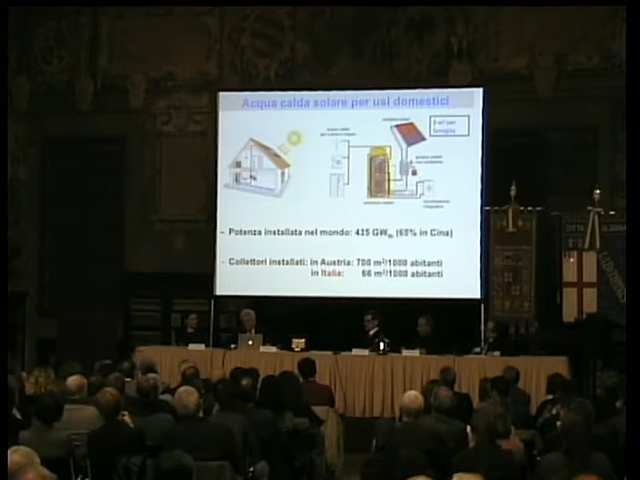 Acqua calda solare per usi domestici
famiglia
– Potenza installata nel mondo: 425 GWth (65% in Cina)
– Collettori installati: in Austria: 700 m²/1000 abitanti
in Italia: 66 m²/1000 abitanti